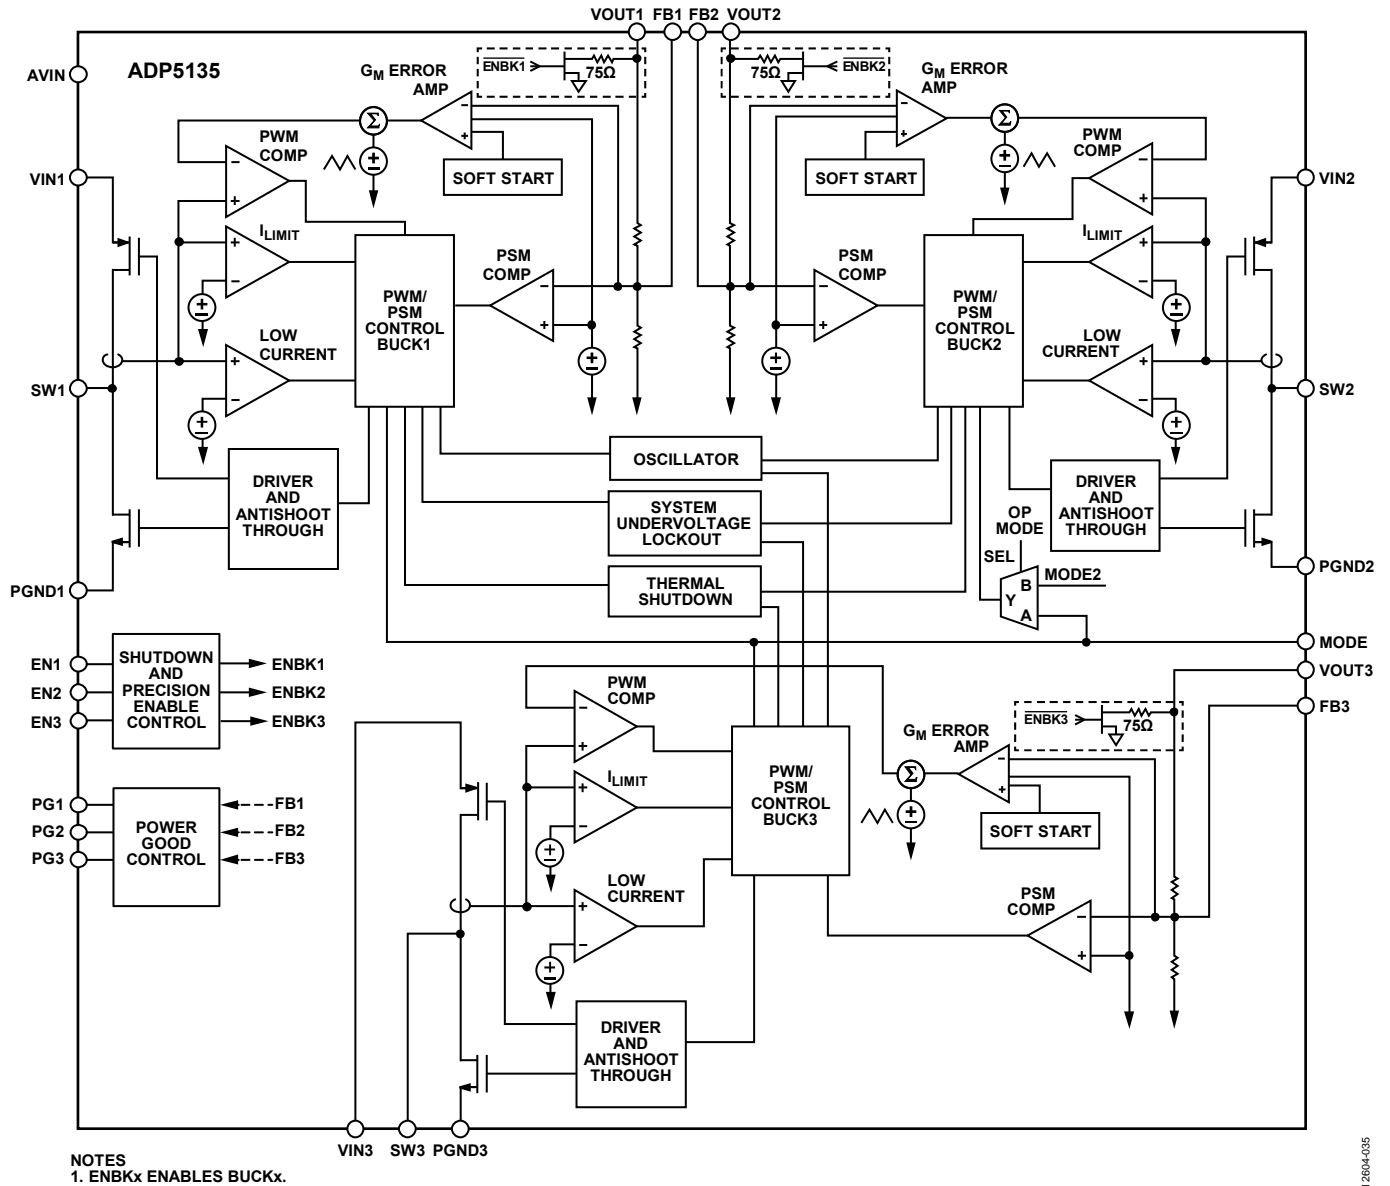 VOUT1 FB1 FB2 VOUT2
AVIN
ADP5135
ENBK1
75Ω
75Ω
ENBK2
GM ERROR
AMP
GM ERROR
AMP
Σ
Σ
PWM
COMP
PWM
COMP
SOFT START
SOFT START
VIN1
VIN2
ILIMIT
ILIMIT
PSM
COMP
PSM
COMP
PWM/
PSM
CONTROL
BUCK1
PWM/
PSM
CONTROL
BUCK2
LOW
CURRENT
LOW
CURRENT
SW1
SW2
OSCILLATOR
DRIVER
AND
ANTISHOOT
THROUGH
SYSTEM
UNDERVOLTAGE
LOCKOUT
DRIVER
AND
ANTISHOOT
THROUGH
OP
MODE
SEL
THERMAL
SHUTDOWN
B
Y
A
MODE2
PGND1
PGND2
MODE
VOUT3
FB3
EN1
EN2
EN3
SHUTDOWN
AND
PRECISION
ENABLE
CONTROL
ENBK1
ENBK2
ENBK3
PWM
COMP
ENBK3
75Ω
GM ERROR
AMP
Σ
ILIMIT
PWM/
PSM
CONTROL
BUCK3
SOFT START
PG1
PG2
PG3
POWER
GOOD
CONTROL
FB1
FB2
FB3
LOW
CURRENT
PSM
COMP
DRIVER
AND
ANTISHOOT
THROUGH
VIN3 SW3 PGND3
NOTES
1. ENBKx ENABLES BUCKx.
12604-035